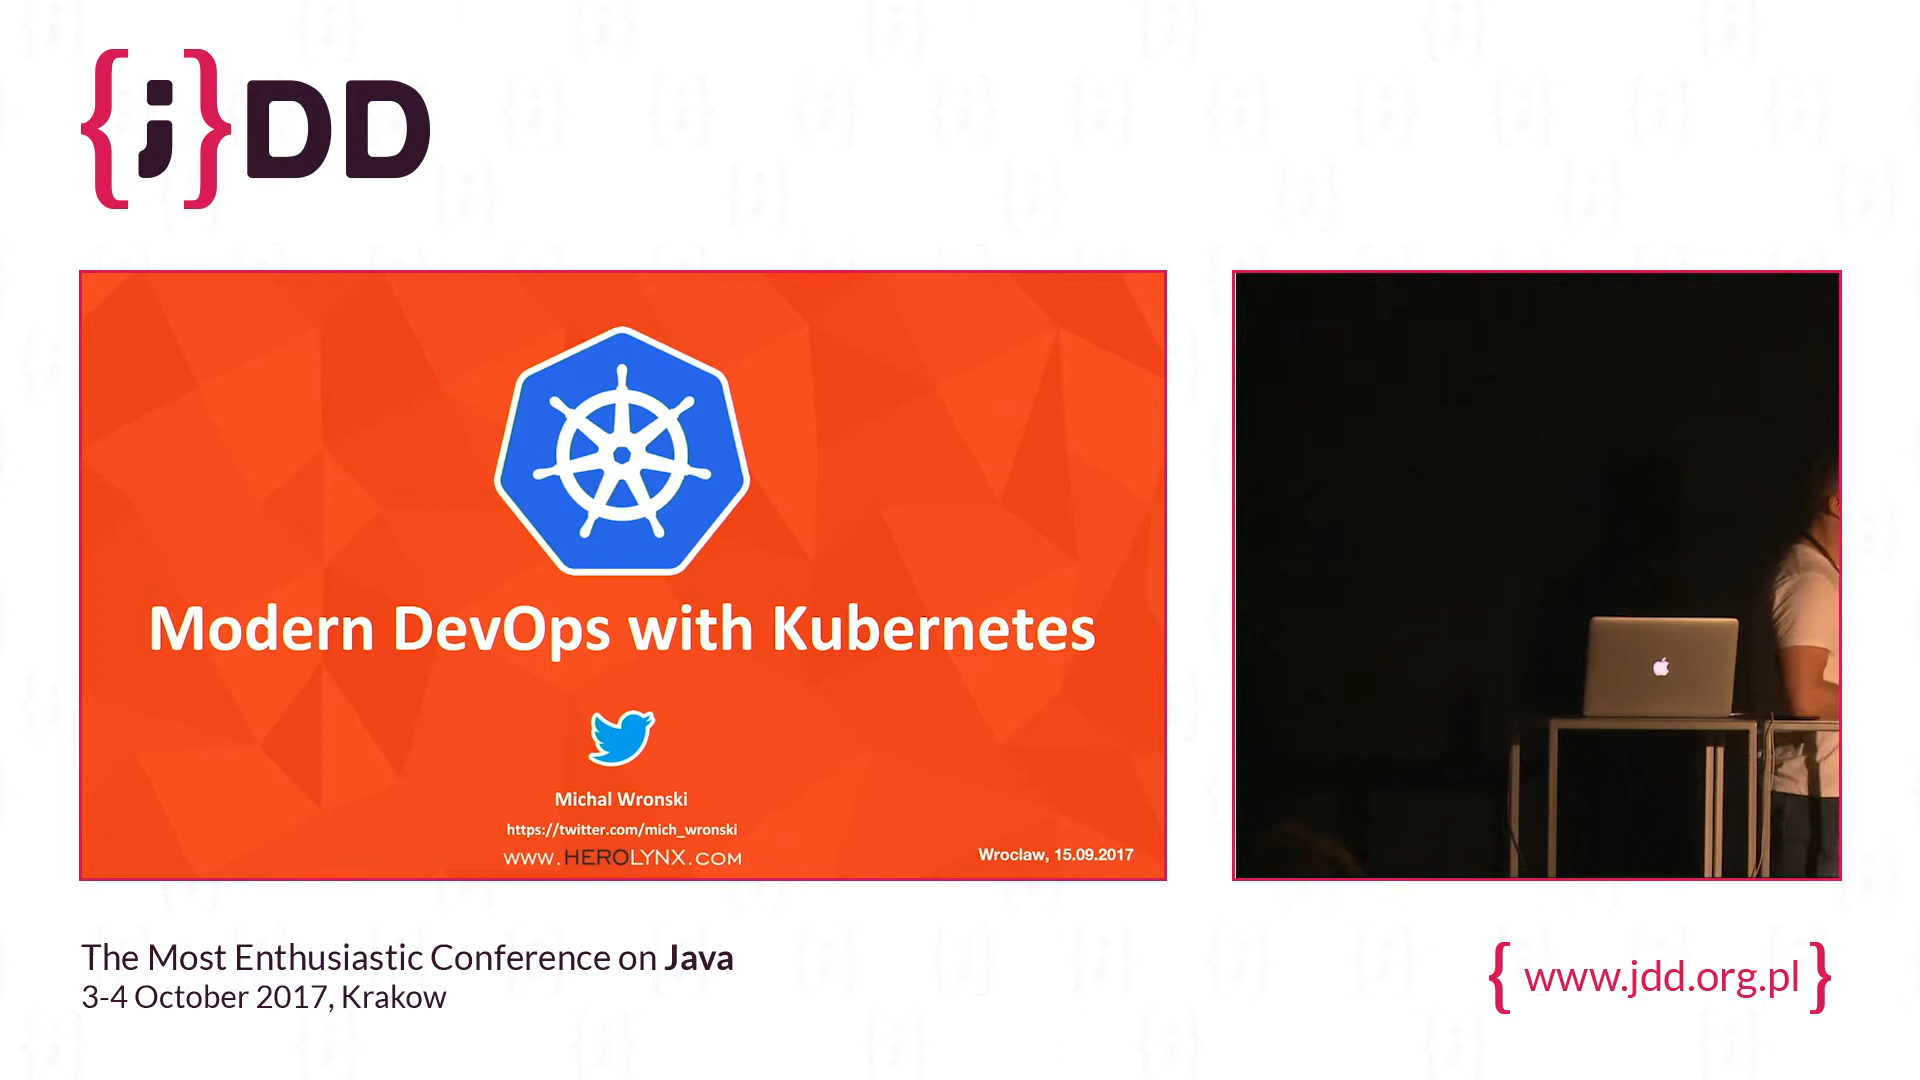 {;}DD
Modern DevOps with Kubernetes
Michal Wronski
https://twitter.com/mich_wronski
WWW.HEROLYNX.COM
Wroclaw, 15.09.2017
The Most Enthusiastic Conference on Java
3-4 October 2017, Krakow
{ www.jdd.org.pl }